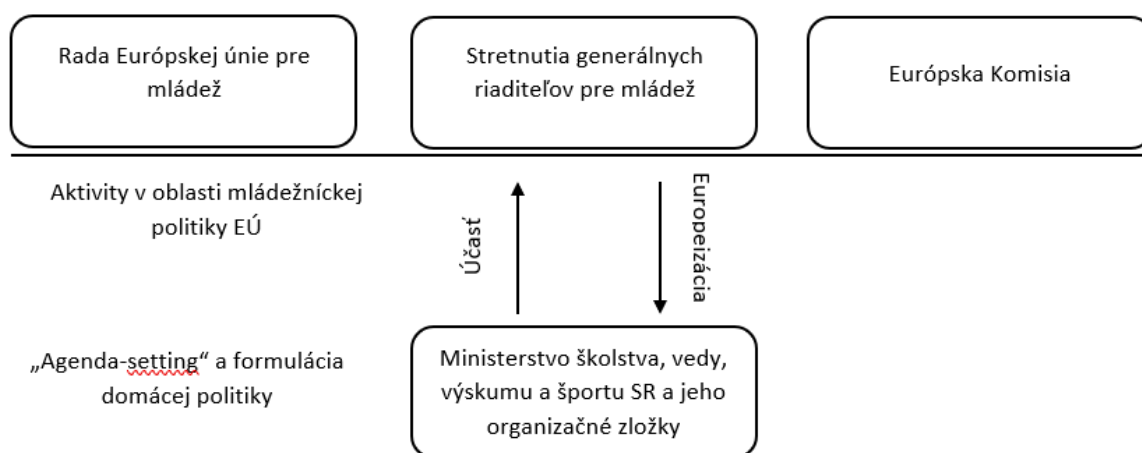 Rada Európskej únie pre
mládež
Stretnutia generálnych
riaditeľov pre mládež
Európska Komisia
Aktivity v oblasti mládežníckej
politiky EÚ
Účasť
Europeizácia
„Agenda-setting“ a formulácia
domácej politiky
Ministerstvo školstva, vedy,
výskumu a športu SR a jeho
organizačné zložky